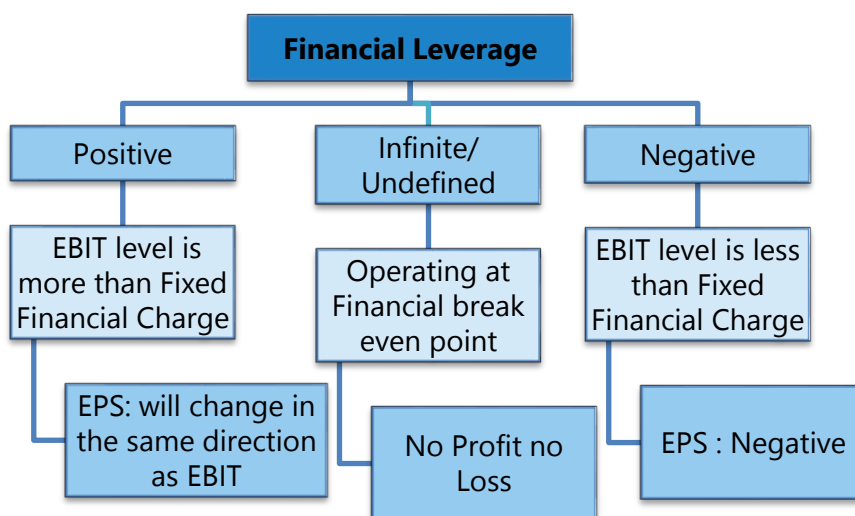 Financial Leverage
Positive
Infinite/
Undefined
Negative
EBIT level is
more than Fixed
Financial Charge
Operating at
Financial break
even point
EBIT level is less
than Fixed
Financial Charge
EPS: will change in
the same direction
as EBIT
No Profit no
Loss
EPS : Negative